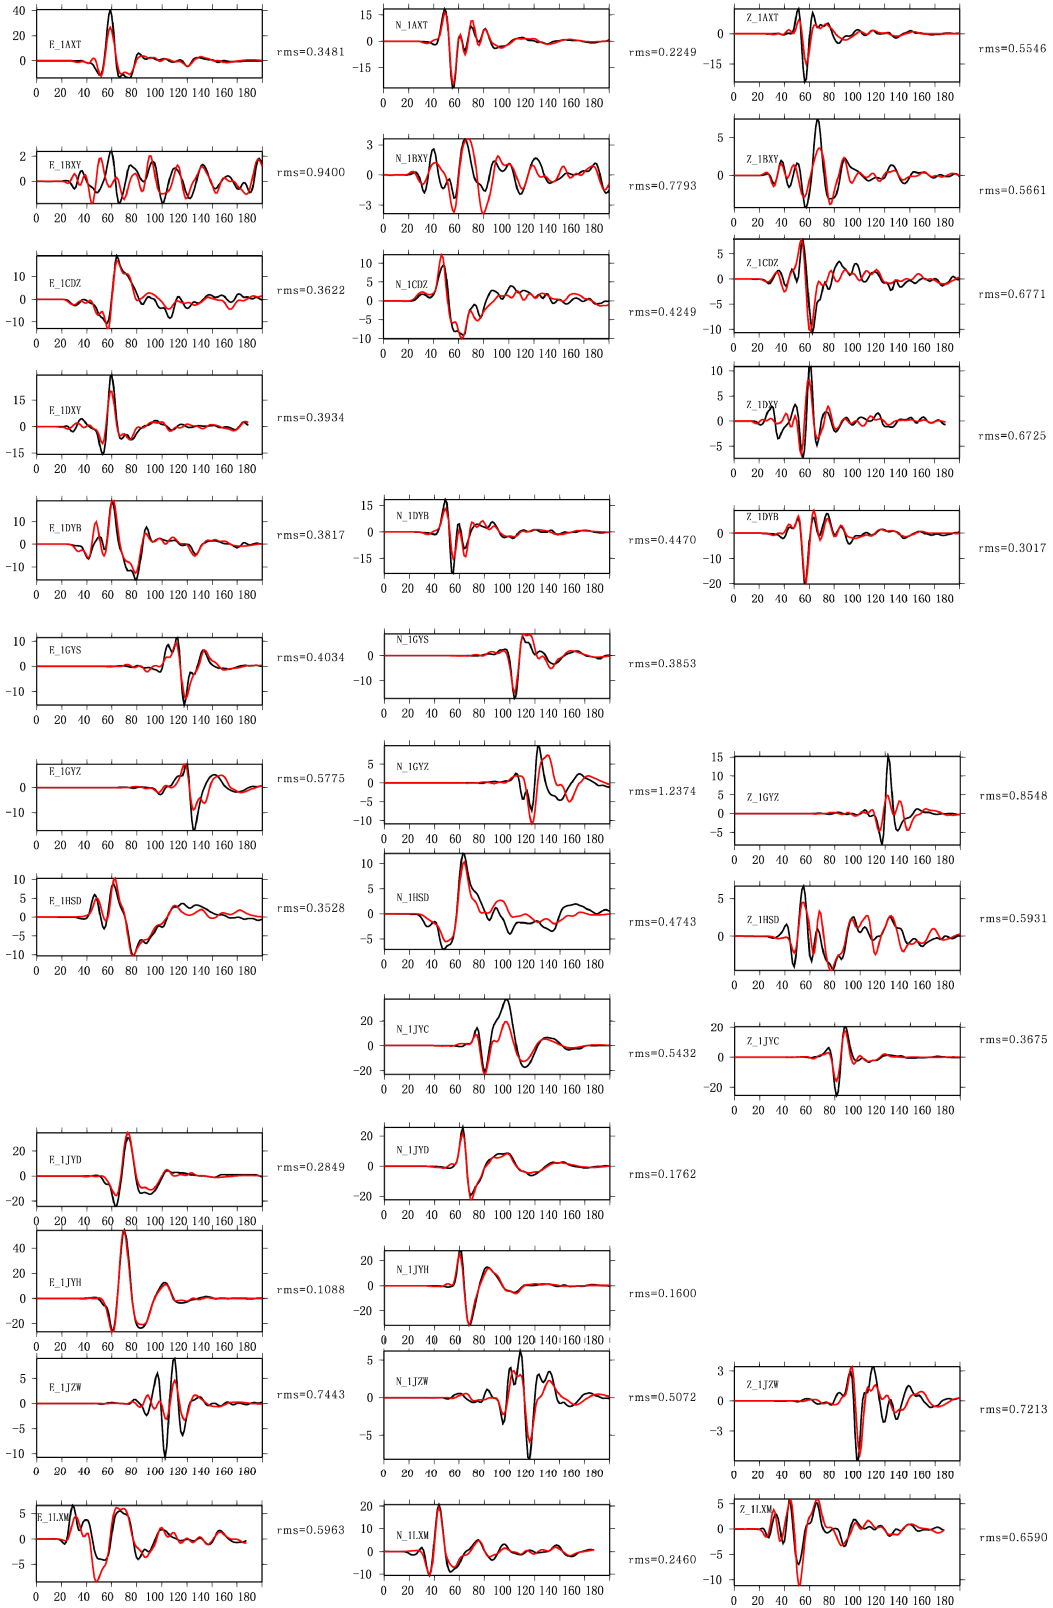 E_1AXT
40
20
0
0 20 40 60 80 100 120 140 160 180
rms=0.3481
N_1AXT
15
0
−15
0 20 40 60 80 100 120 140 160 180
rms=0.2249
Z_1AXT
0
−15
0 20 40 60 80 100 120 140 160 180
rms=0.5546
E_1BXY
2
0
0 20 40 60 80 100 120 140 160 180
rms=0.9400
N_1BXY
3
0
−3
0 20 40 60 80 100 120 140 160 180
rms=0.7793
Z_1BXY
5
0
0 20 40 60 80 100 120 140 160 180
rms=0.5661
E_1CDZ
10
0
−10
0 20 40 60 80 100 120 140 160 180
rms=0.3622
N_1CDZ
10
5
0
−5
−10
0 20 40 60 80 100 120 140 160 180
rms=0.4249
Z_1CDZ
5
0
−5
−10
0 20 40 60 80 100 120 140 160 180
rms=0.6771
E_1DXY
15
0
−15
0 20 40 60 80 100 120 140 160 180
rms=0.3934
Z_1DXY
10
5
0
−5
0 20 40 60 80 100 120 140 160 180
rms=0.6725
E_1DYB
10
0
−10
0 20 40 60 80 100 120 140 160 180
rms=0.3817
N_1DYB
15
0
−15
0 20 40 60 80 100 120 140 160 180
rms=0.4470
Z_1DYB
0
−10
−20
0 20 40 60 80 100 120 140 160 180
rms=0.3017
E_1GYS
10
0
−10
0 20 40 60 80 100 120 140 160 180
rms=0.4034
N_1GYS
0
−10
0 20 40 60 80 100 120 140 160 180
rms=0.3853
E_1GYZ
0
−10
0 20 40 60 80 100 120 140 160 180
rms=0.5775
N_1GYZ
5
0
−5
−10
0 20 40 60 80 100 120 140 160 180
rms=1.2374
Z_1GYZ
15
10
5
0
−5
0 20 40 60 80 100 120 140 160 180
rms=0.8548
E_1HSD
10
5
0
−5
−10
0 20 40 60 80 100 120 140 160 180
rms=0.3528
N_1HSD
10
5
0
−5
0 20 40 60 80 100 120 140 160 180
rms=0.4743
Z_1HSD
5
0
0 20 40 60 80 100 120 140 160 180
rms=0.5931
N_1JYC
20
0
−20
0 20 40 60 80 100 120 140 160 180
rms=0.5432
Z_1JYC
20
0
−20
0 20 40 60 80 100 120 140 160 180
rms=0.3675
E_1JYD
20
0
−20
0 20 40 60 80 100 120 140 160 180
rms=0.2849
N_1JYD
20
0
−20
0 20 40 60 80 100 120 140 160 180
rms=0.1762
E_1JYH
40
20
0
−20
0 20 40 60 80 100 120 140 160 180
rms=0.1088
N_1JYH
20
0
−20
0 20 40 60 80 100 120 140 160 180
rms=0.1600
E_1JZW
5
0
−5
−10
0 20 40 60 80 100 120 140 160 180
rms=0.7443
N_1JZW
5
0
−5
0 20 40 60 80 100 120 140 160 180
rms=0.5072
Z_1JZW
3
0
−3
0 20 40 60 80 100 120 140 160 180
rms=0.7213
E_1LXM
5
0
−5
0 20 40 60 80 100 120 140 160 180
rms=0.5963
N_1LXM
20
10
0
−10
0 20 40 60 80 100 120 140 160 180
rms=0.2460
Z_1LXM
5
0
−5
−10
0 20 40 60 80 100 120 140 160 180
rms=0.6590